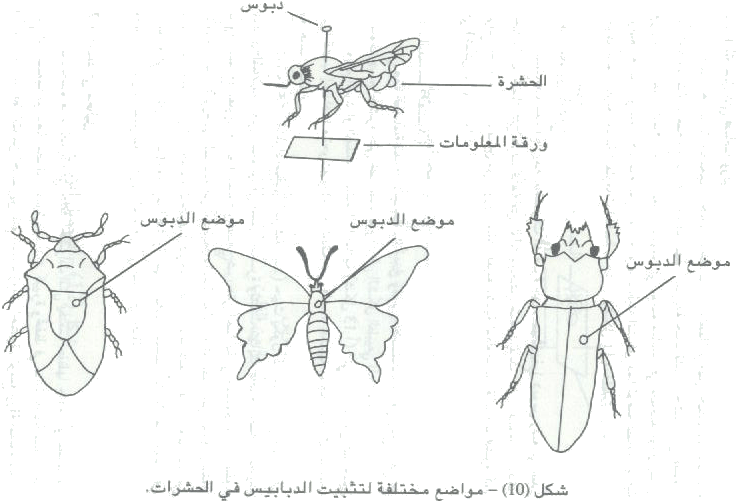 دبوس
الحشرة
ورقة المعلومات
موضع الدبوس
موضع الدبوس
موضع الدبوس
شكل (10) – مواضع مختلفة لتثبيت الدبابيس في الحشرات.